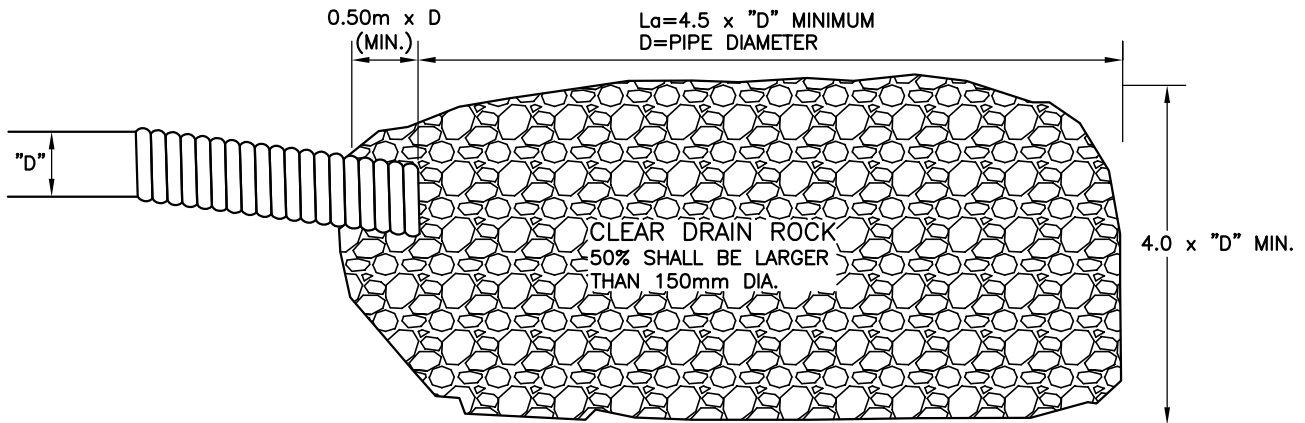 0.50m x D
(MIN.)
La=4.5 x "D" MINIMUM
D=PIPE DIAMETER
"D"
CLEAR DRAIN ROCK
50% SHALL BE LARGER
THAN 150mm DIA.
4.0 x "D" MIN.